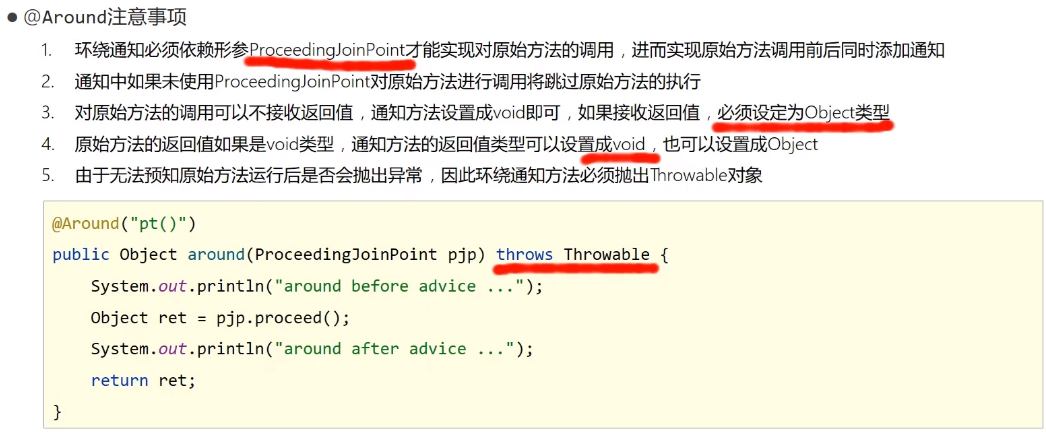 ● @Around注意事项
1. 环绕通知必须依赖形参ProceedingJoinPoint才能实现对原始方法的调用，进而实现原始方法调用前后同时添加通知
2. 通知中如果未使用ProceedingJoinPoint对原始方法进行调用将跳过原始方法的执行
3. 对原始方法的调用可以不接收返回值，通知方法设置成void即可，如果接收返回值，必须设定为Object类型
4. 原始方法的返回值如果是void类型，通知方法的返回值类型可以设置成void，也可以设置成Object
5. 由于无法预知原始方法运行后是否会抛出异常，因此环绕通知方法必须抛出Throwable对象
@Around("pt()")
public Object around(ProceedingJoinPoint pjp) throws Throwable {
    System.out.println("around before advice ...");
    Object ret = pjp.proceed();
    System.out.println("around after advice ...");
    return ret;
}